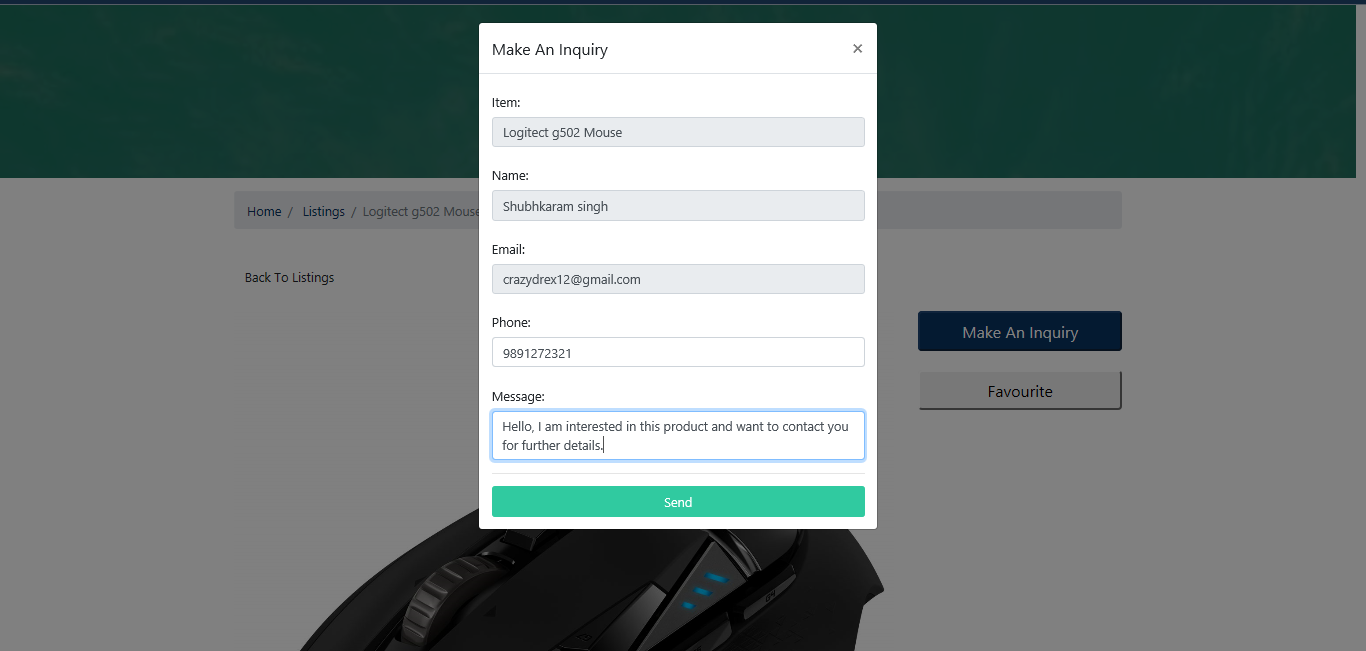 Make An Inquiry ×
Item:
Logitect g502 Mouse
Name:
Shubhkaram singh
Home / Listings / Logitect g502 Mouse
Email:
Back To Listings
crazydrex12@gmail.com
Phone:
Make An Inquiry
9891272321
Favourite
Message:
Hello, I am interested in this product and want to contact you
for further details.
Send